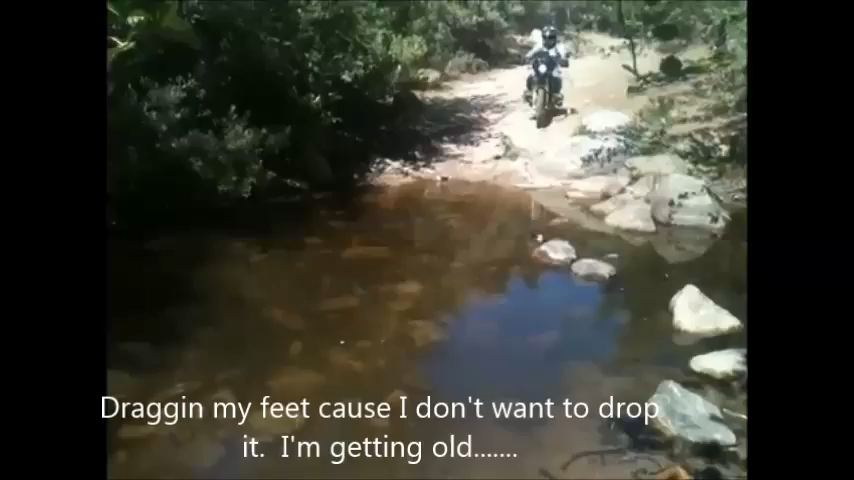 Draggin my feet cause I don't want to drop
it.  I'm getting old.......